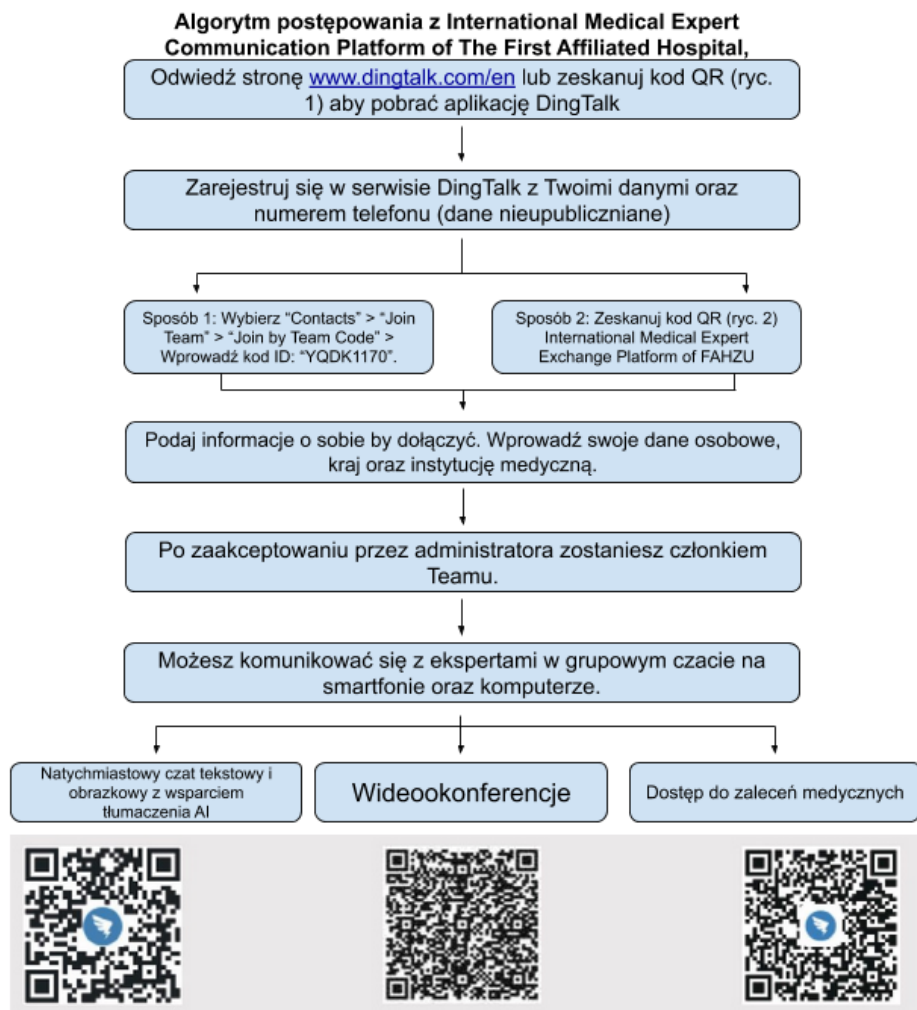 Algorytm postępowania z International Medical Expert
Communication Platform of The First Affiliated Hospital,
Odwiedź stronę www.dingtalk.com/en lub zeskanuj kod QR (ryc.
1) aby pobrać aplikację DingTalk
Zarejestruj się w serwisie DingTalk z Twoimi danymi oraz
numerem telefonu (dane nieupubliczniane)
Sposób 1: Wybierz “Contacts” > “Join
Team” > “Join by Team Code” >
Wprowadź kod ID: “YQDK1170”.
Sposób 2: Zeskanuj kod QR (ryc. 2)
International Medical Expert
Exchange Platform of FAHZU
Podaj informacje o sobie by dołączyć. Wprowadź swoje dane osobowe,
kraj oraz instytucję medyczną.
Po zaakceptowaniu przez administratora zostaniesz członkiem
Teamu.
Możesz komunikować się z ekspertami w grupowym czacie na
smartfonie oraz komputerze.
Natychmiastowy czat tekstowy i
obrazkowy z wsparciem
tłumaczenia AI
Wideookonferencje
Dostęp do zaleceń medycznych